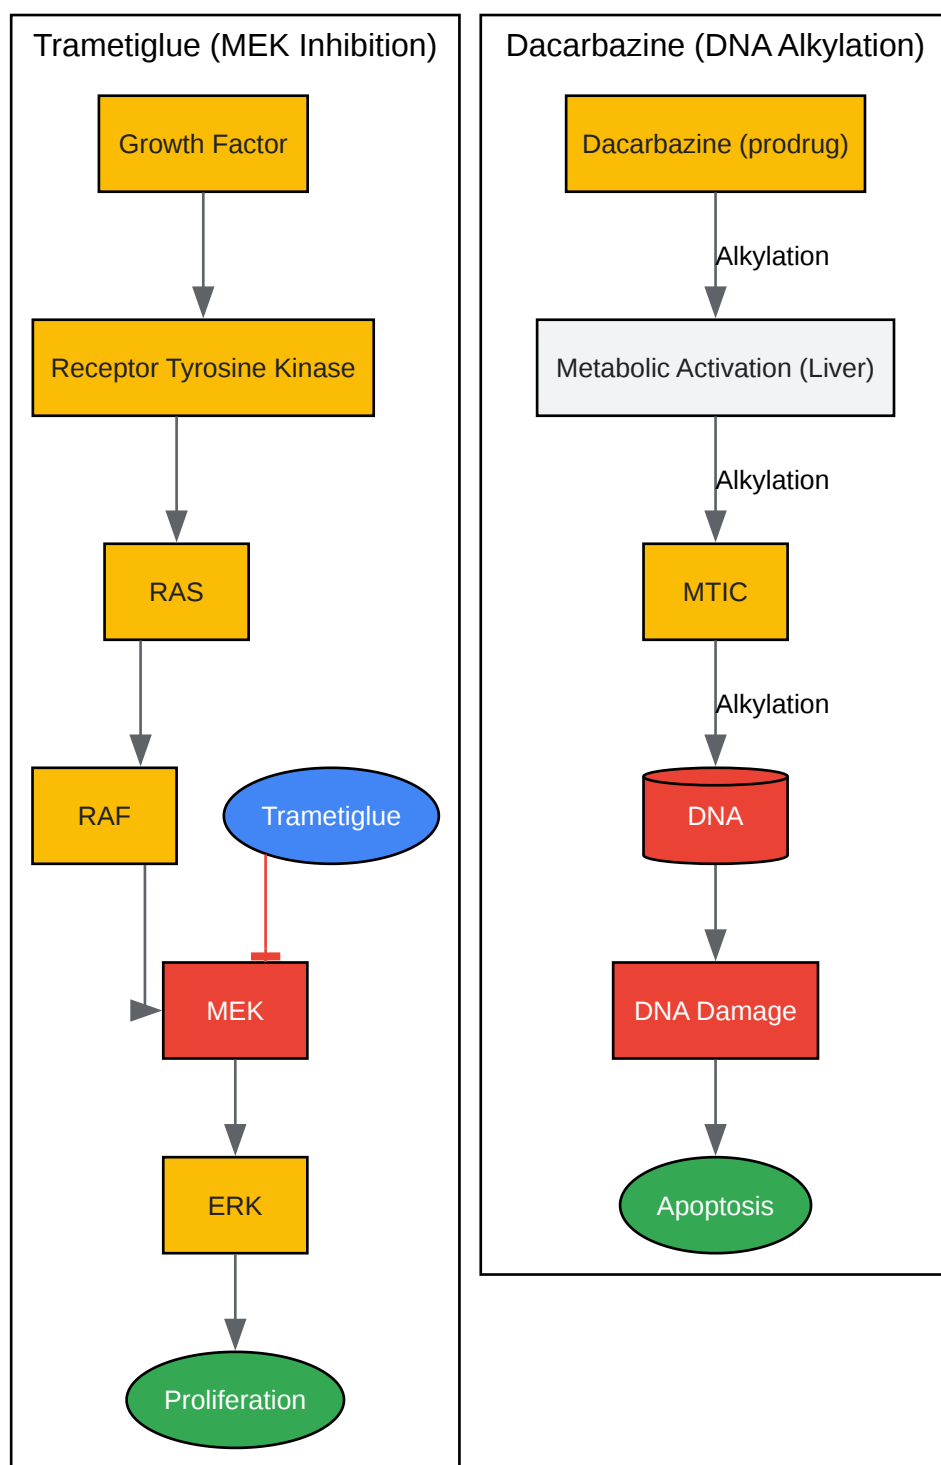 Trametiglue (MEK Inhibition)
Growth Factor
Receptor Tyrosine Kinase
RAS
RAF
Trametiglue
MEK
ERK
Proliferation
Dacarbazine (DNA Alkylation)
Dacarbazine (prodrug)
Alkylation
Metabolic Activation (Liver)
Alkylation
MTIC
Alkylation
DNA
DNA Damage
Apoptosis